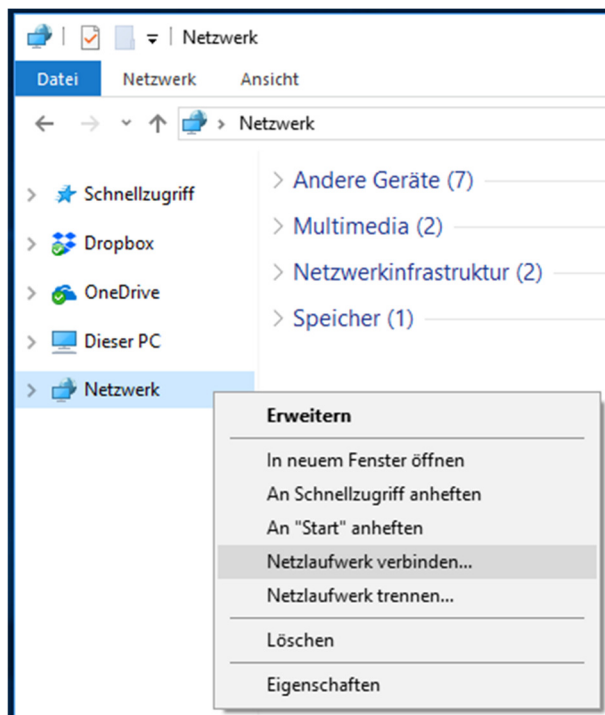 Netzwerk
Datei Netzwerk Ansicht
Netzwerk
Schnellzugriff
Dropbox
OneDrive
Dieser PC
Netzwerk
Andere Geräte (7)
Multimedia (2)
Netzwerkinfrastruktur (2)
Speicher (1)
Erweitern
In neuem Fenster öffnen
An Schnellzugriff anheften
An "Start" anheften
Netzlaufwerk verbinden...
Netzlaufwerk trennen...
Löschen
Eigenschaften